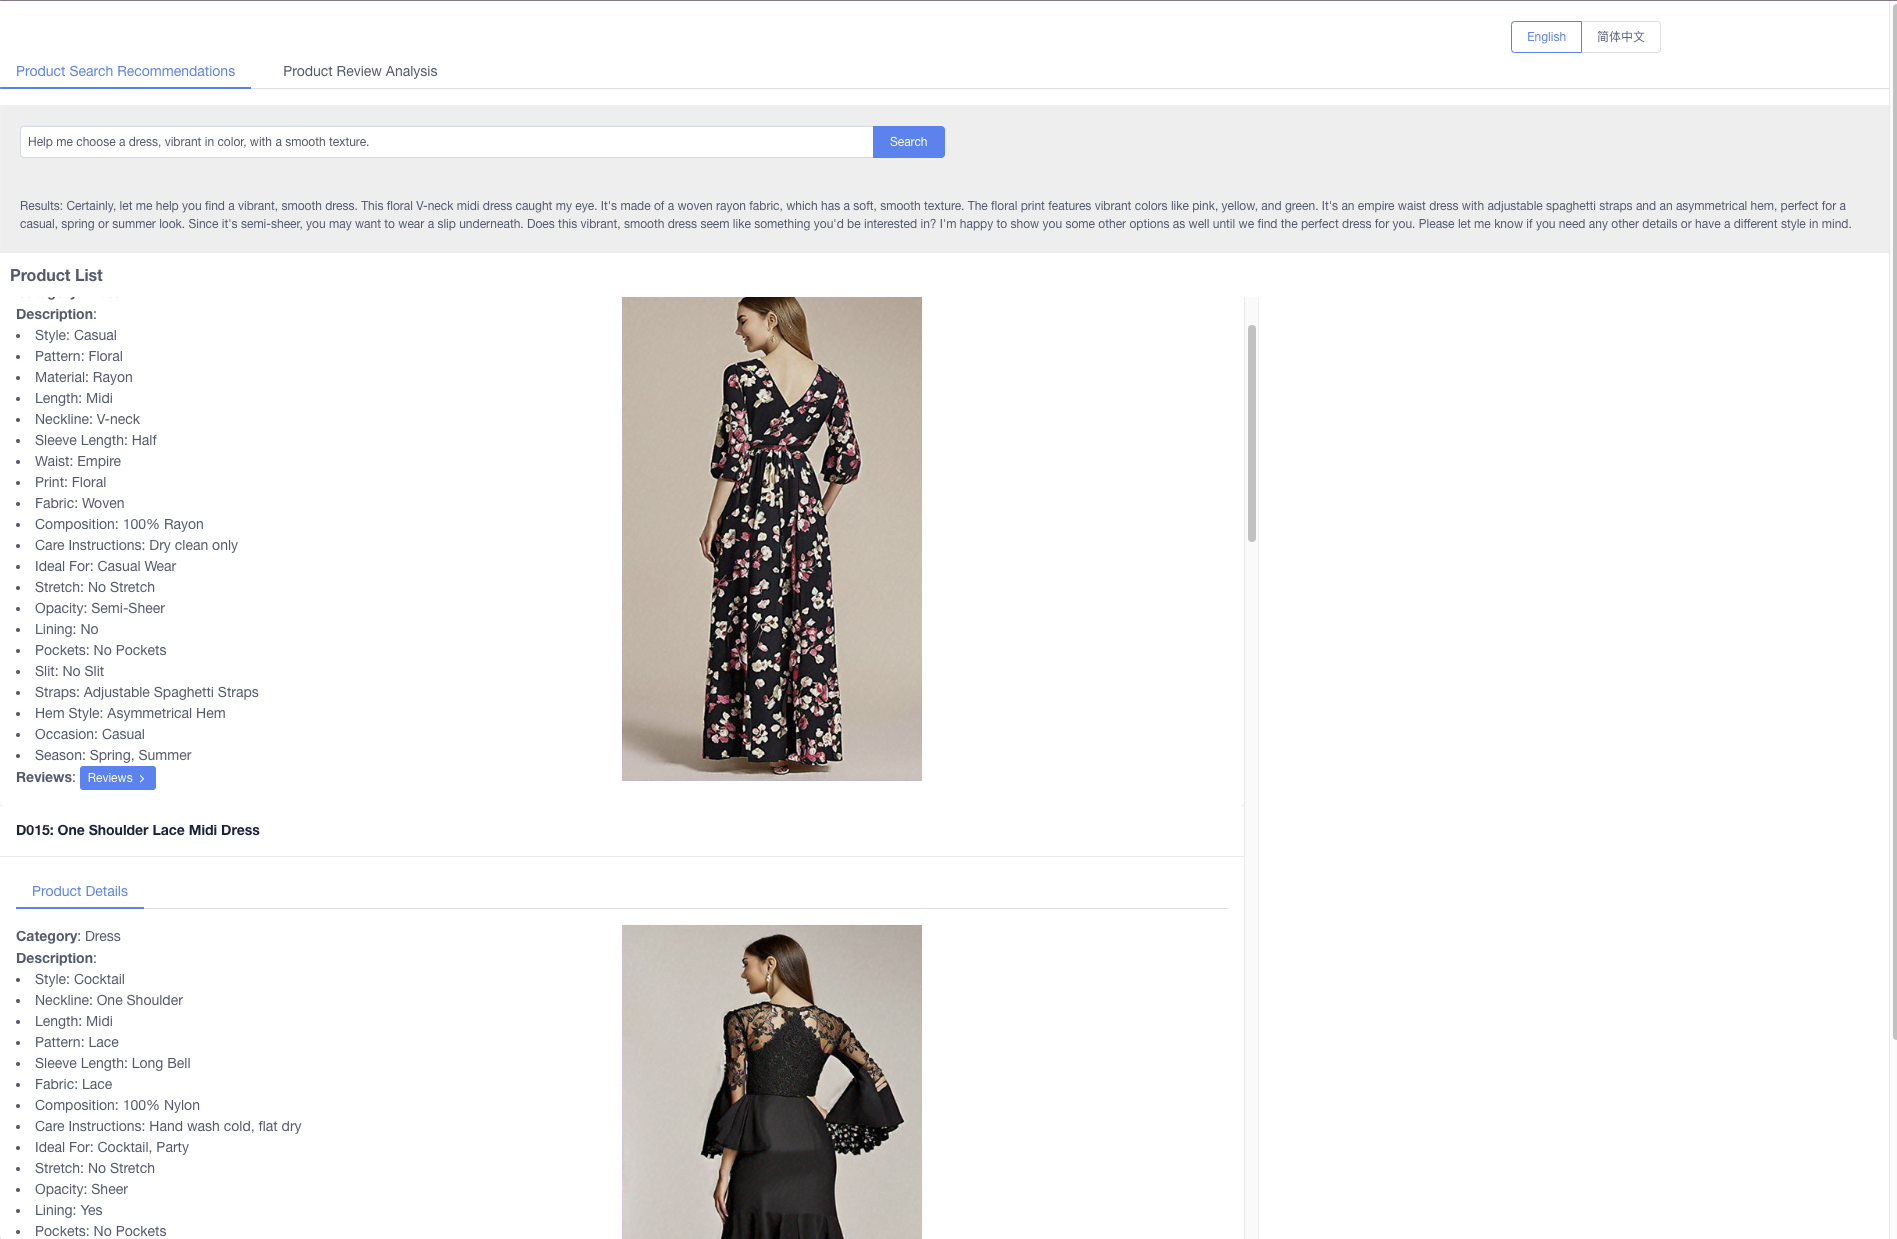 English
简体中文
Product Search Recommendations
Product Review Analysis
Help me choose a dress, vibrant in color, with a smooth texture.
Search
Results: Certainly, let me help you find a vibrant, smooth dress. This floral V-neck midi dress caught my eye. It's made of a woven rayon fabric, which has a soft, smooth texture. The floral print features vibrant colors like pink, yellow, and green. It's an empire waist dress with adjustable spaghetti straps and an asymmetrical hem, perfect for a
casual, spring or summer look. Since it's semi-sheer, you may want to wear a slip underneath. Does this vibrant, smooth dress seem like something you'd be interested in? I'm happy to show you some other options as well until we find the perfect dress for you. Please let me know if you need any other details or have a different style in mind.
Product List
Description:
• Style: Casual
• Pattern: Floral
• Material: Rayon
• Length: Midi
• Neckline: V-neck
• Sleeve Length: Half
• Waist: Empire
• Print: Floral
• Fabric: Woven
• Composition: 100% Rayon
• Care Instructions: Dry clean only
• Ideal For: Casual Wear
• Stretch: No Stretch
• Opacity: Semi-Sheer
• Lining: No
• Pockets: No Pockets
• Slit: No Slit
• Straps: Adjustable Spaghetti Straps
• Hem Style: Asymmetrical Hem
• Occasion: Casual
• Season: Spring, Summer
Reviews: Reviews >
D015: One Shoulder Lace Midi Dress
Product Details
Category: Dress
Description:
• Style: Cocktail
• Neckline: One Shoulder
• Length: Midi
• Pattern: Lace
• Sleeve Length: Long Bell
• Fabric: Lace
• Composition: 100% Nylon
• Care Instructions: Hand wash cold, flat dry
• Ideal For: Cocktail, Party
• Stretch: No Stretch
• Opacity: Sheer
• Lining: Yes
• Pockets: No Pockets